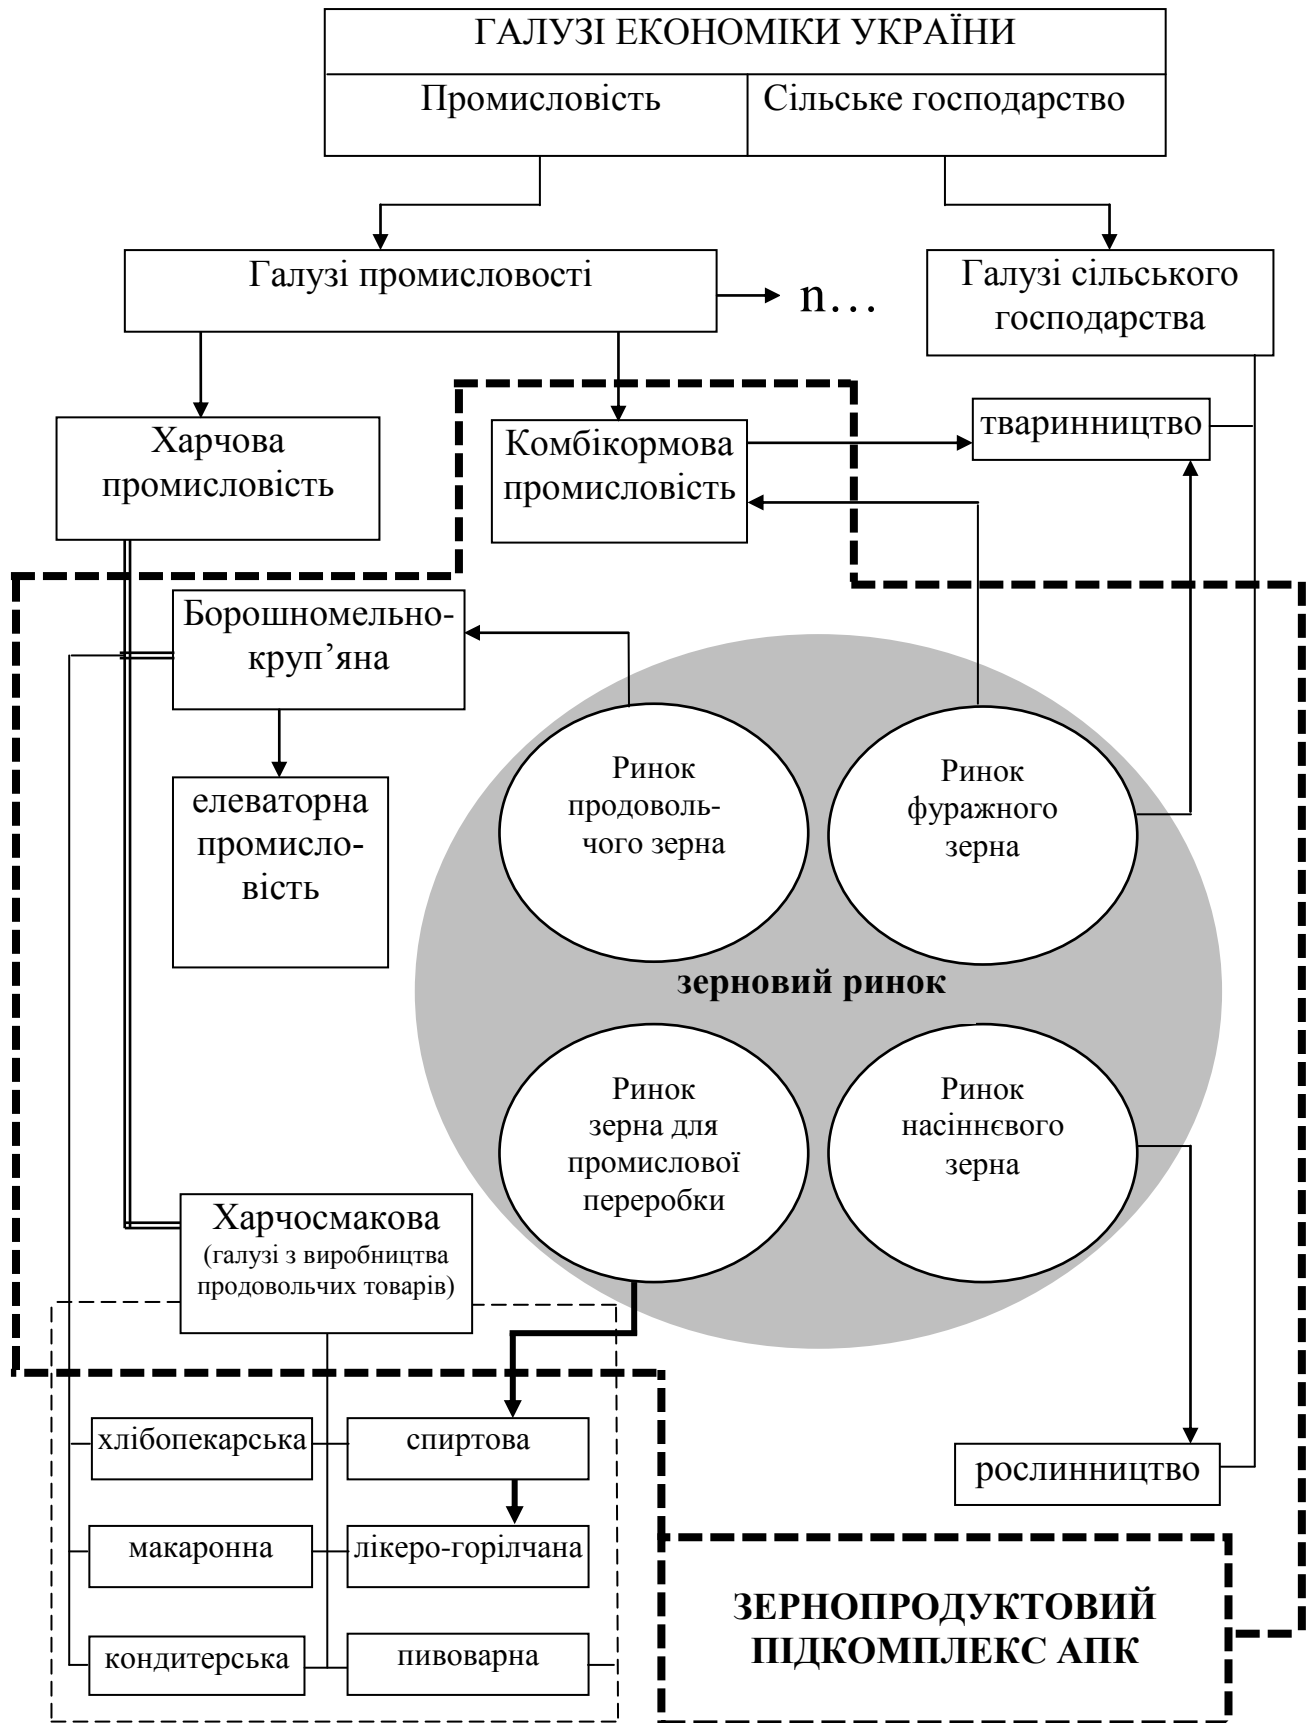 ГАЛУЗІ ЕКОНОМІКИ УКРАЇНИ
Промисловість
Сільське господарство
Галузі промисловості
n…
Галузі сільського
господарства
Харчова
промисловість
Комбікормова
промисловість
тваринництво
Борошномельно-
круп’яна
елеваторна
промисло-
вість
Ринок
продоволь-
чого зерна
Ринок
фуражного
зерна
зерновий ринок
Ринок
зерна для
промислової
переробки
Ринок
насіннєвого
зерна
Харчосмакова
(галузі з виробництва
продовольчих товарів)
хлібопекарська
спиртова
рослинництво
макаронна
лікеро-горілчана
кондитерська
пивоварна
ЗЕРНОПРОДУКТОВИЙ
ПІДКОМПЛЕКС АПК